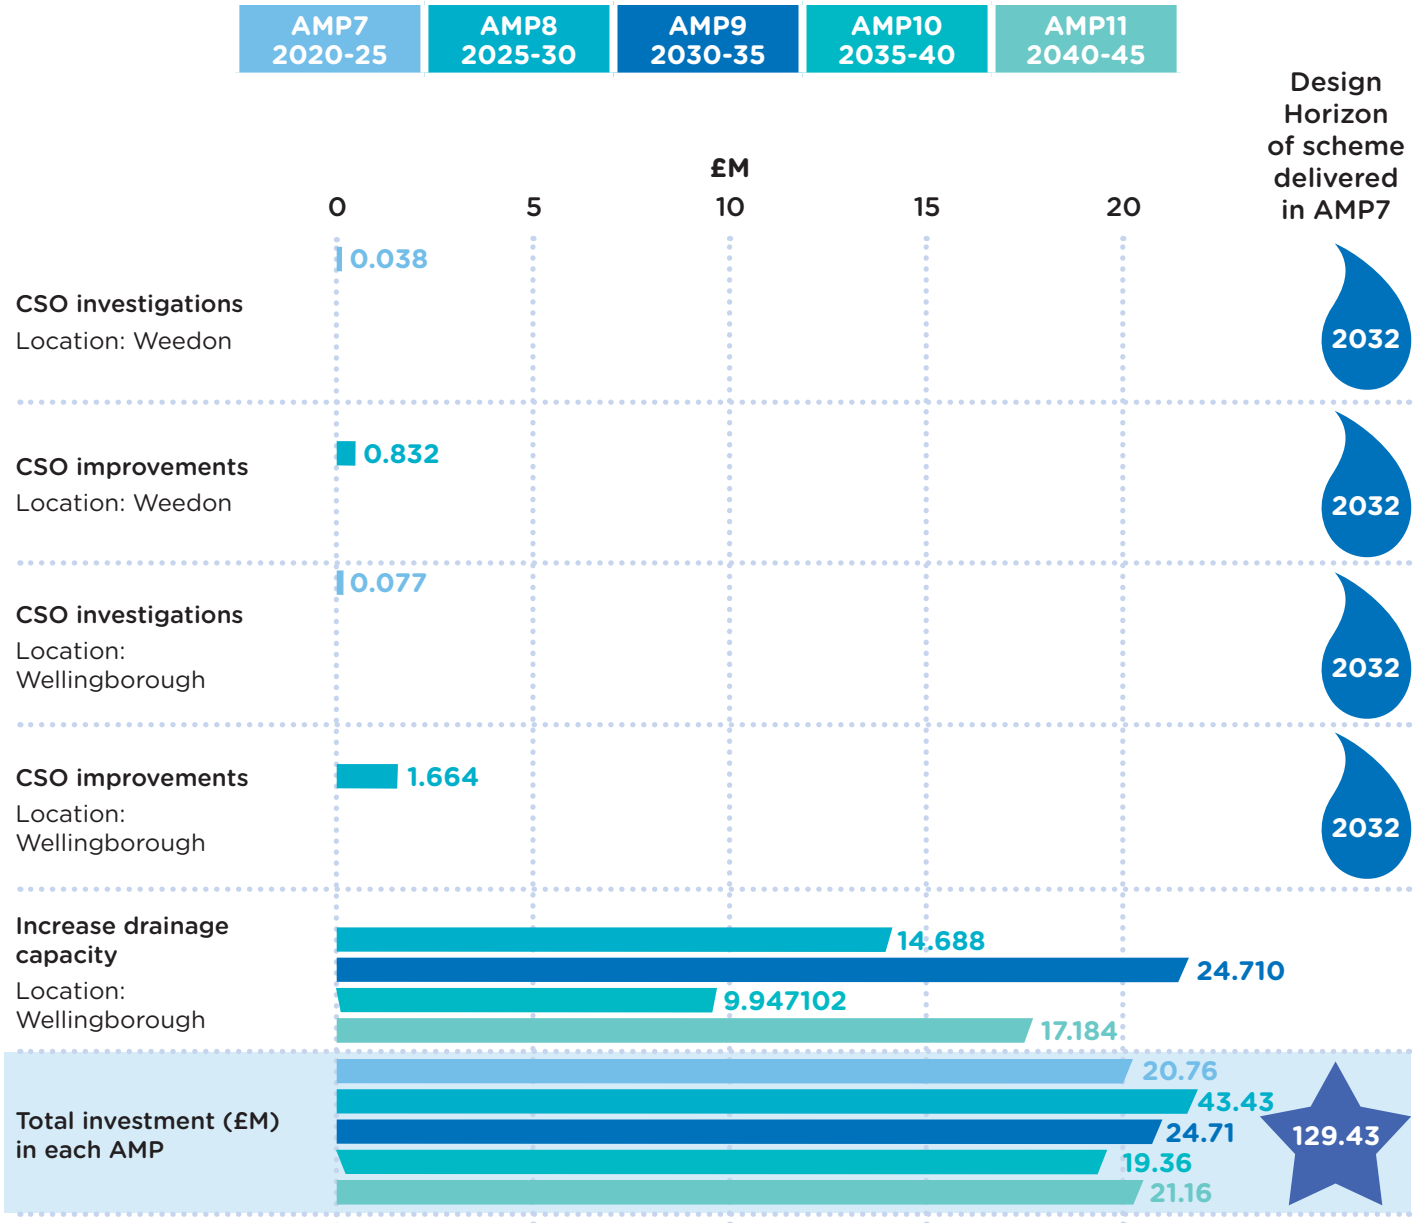 AMP7
2020-25
AMP8
2025-30
AMP9
2030-35
AMP10
2035-40
AMP11
2040-45
Design
Horizon
of scheme
delivered
in AMP7
£M
0 5 10 15 20
CSO investigations
Location: Weedon
0.038
2032
CSO improvements
Location: Weedon
0.832
2032
CSO investigations
Location:
Wellingborough
0.077
2032
CSO improvements
Location:
Wellingborough
1.664
2032
Increase drainage
capacity
Location:
Wellingborough
14.688
24.710
9.947102
17.184
Total investment (£M)
in each AMP
20.76
43.43
24.71
19.36
21.16
129.43